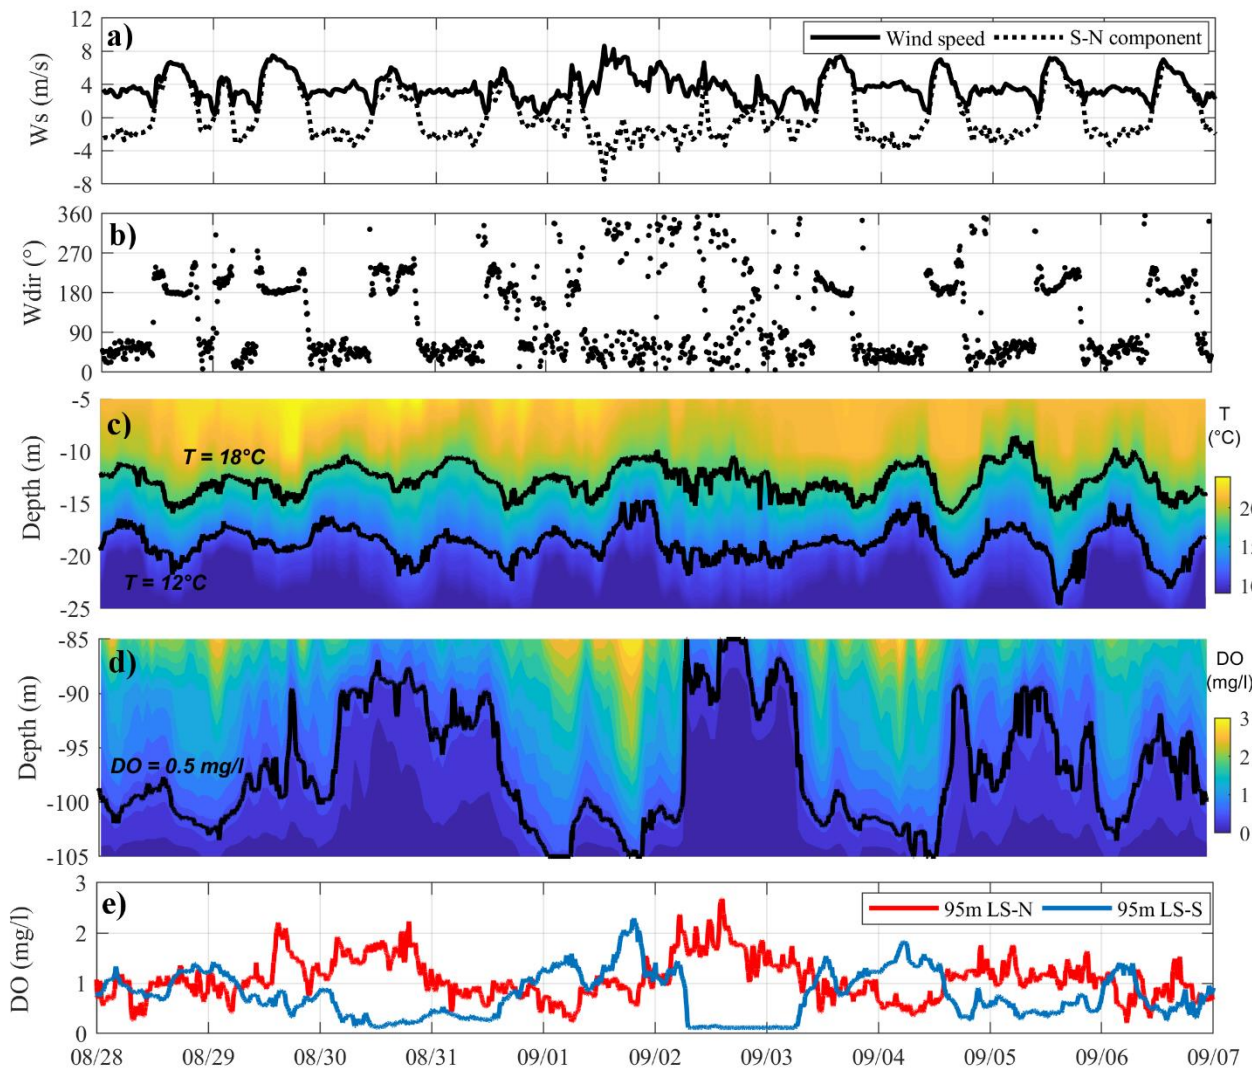 a)
Wind speed
S-N component
Ws (m/s)
12
8
4
0
-4
-8
b)
Wdir (°)
360
270
180
90
0
c)
T = 18°C
T = 12°C
Depth (m)
-5
-10
-15
-20
-25
T
(°C)
20
15
10
d)
DO = 0.5 mg/l
Depth (m)
-85
-90
-95
-100
-105
DO
(mg/l)
3
2
1
0
e)
95m LS-N
95m LS-S
DO (mg/l)
3
2
1
0
08/28
08/29
08/30
08/31
09/01
09/02
09/03
09/04
09/05
09/06
09/07